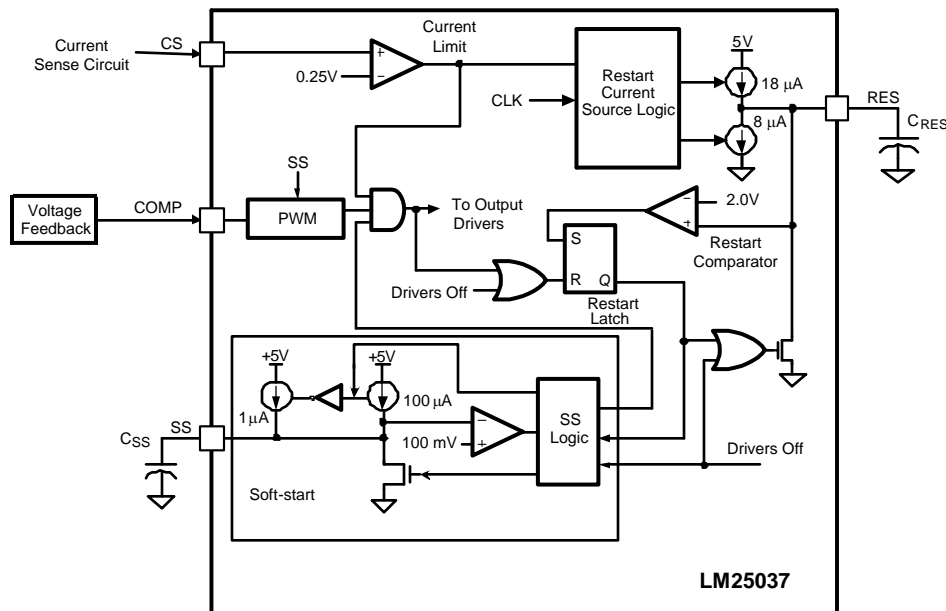 Current
Sense Circuit
CS
0.25V
Current
Limit
CLK
Restart
Current
Source Logic
5V
18 μA
8 μA
RES
CRES
SS
Voltage
Feedback
COMP
PWM
To Output
Drivers
2.0V
Restart
Comparator
S
R
Q
Drivers Off
Restart
Latch
+5V
+5V
1μA
100 μA
CSS
SS
100 mV
SS
Logic
Drivers Off
Soft-start
LM25037